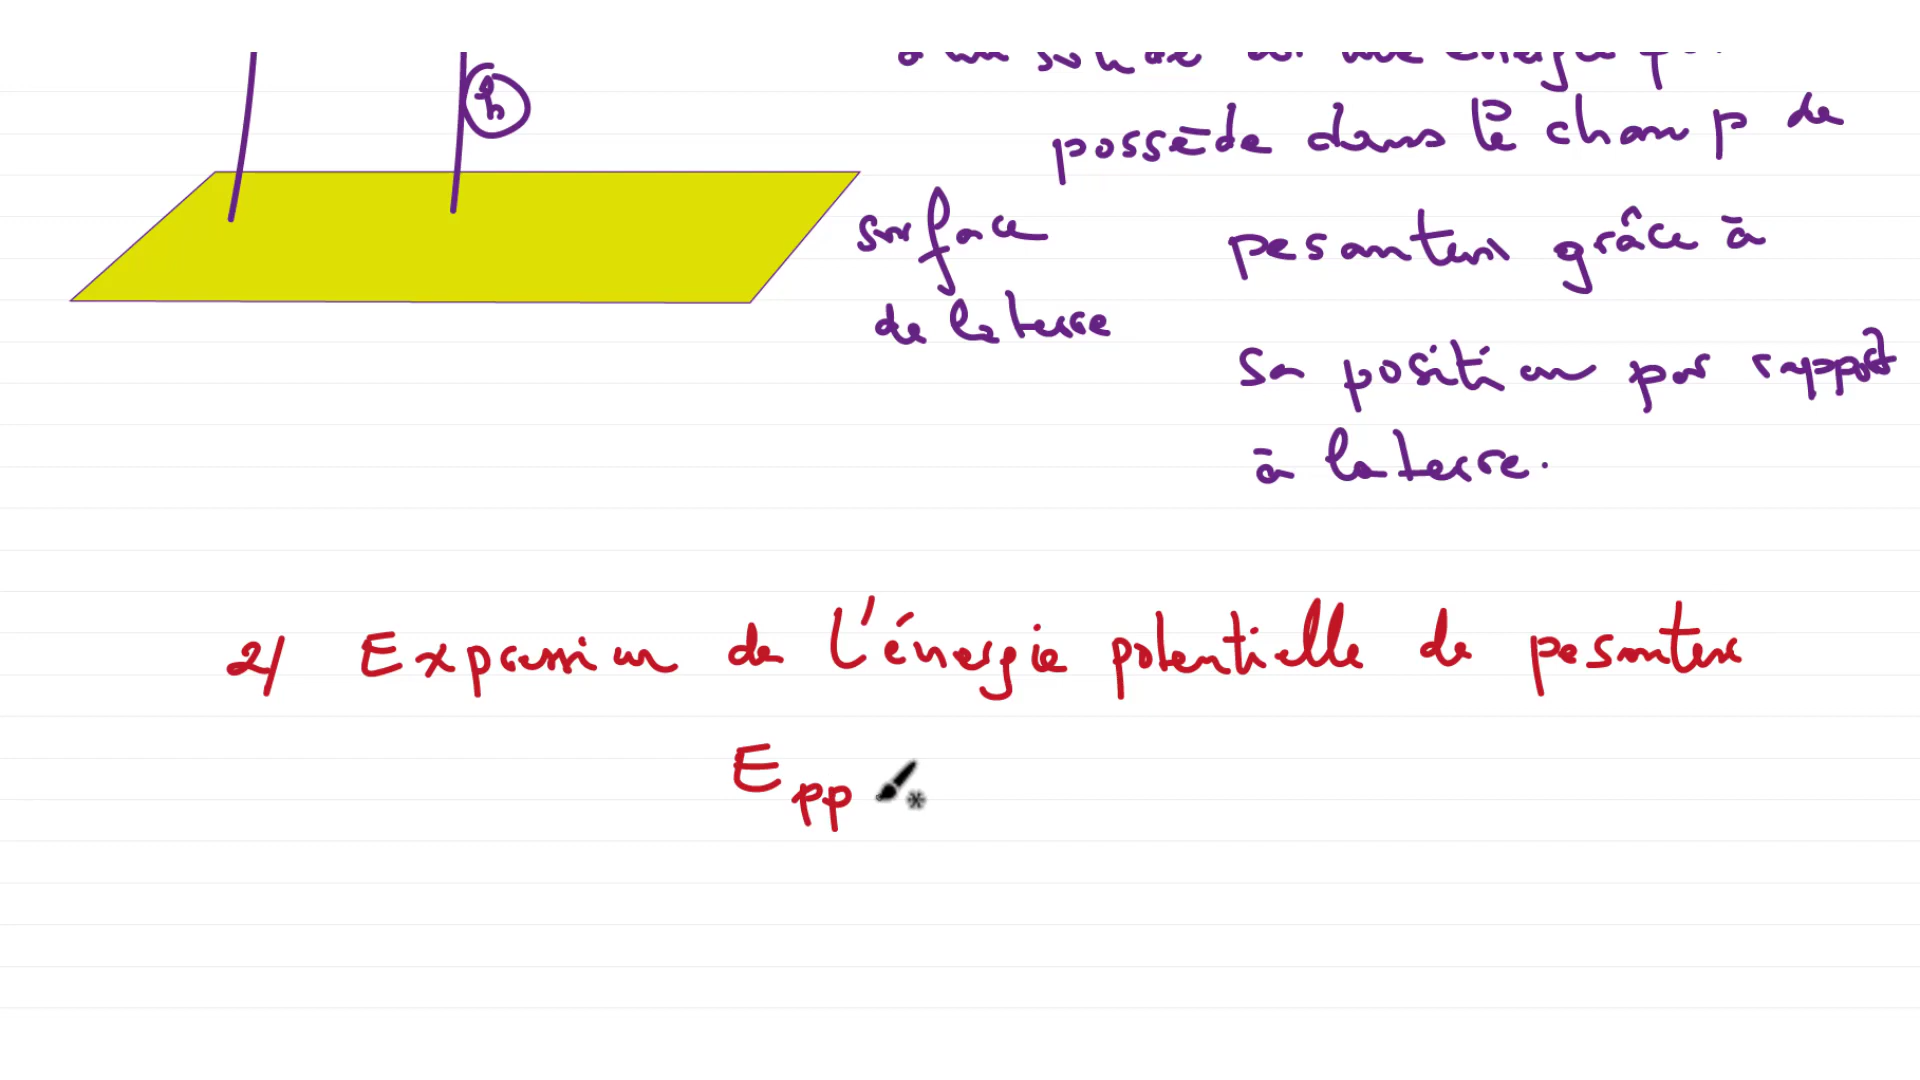 h
possède dans le champ de
pesanteur grâce à
sa position par rapport
à la terre.
surface
de la terre
2/ Expression de l'énergie potentielle de pesanteur
Epp